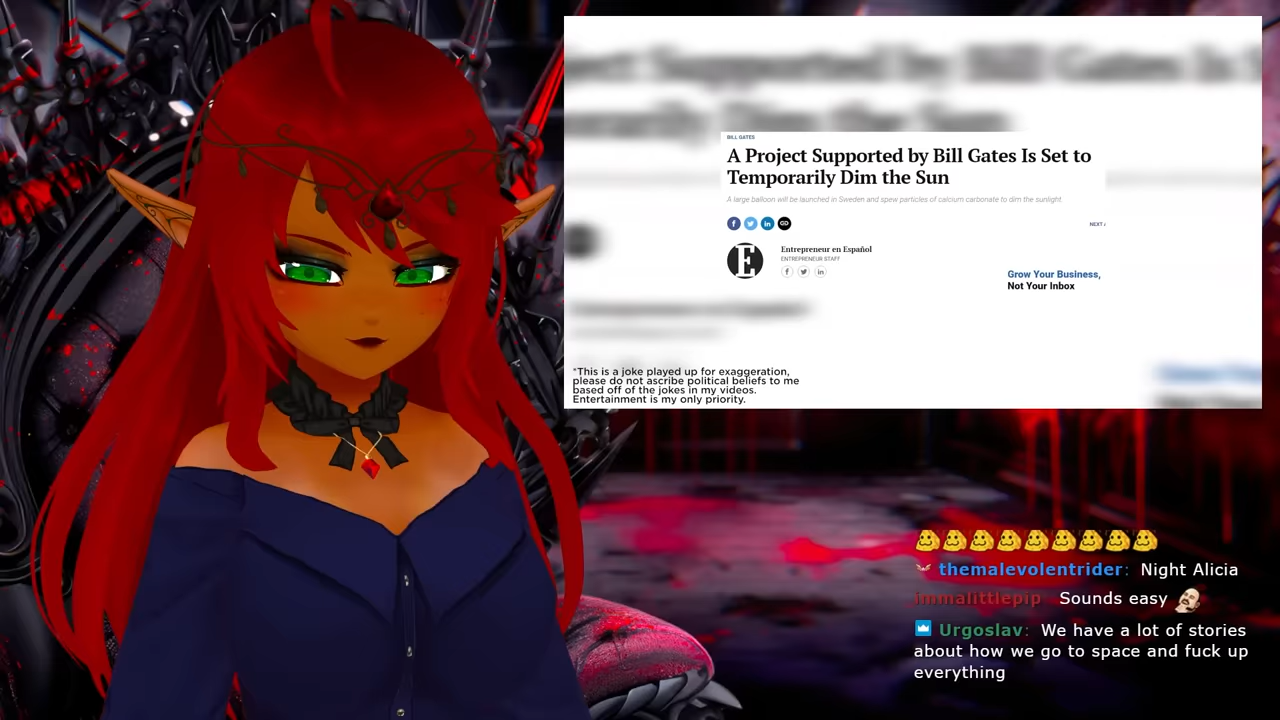 BILL GATES
A Project Supported by Bill Gates Is Set to
Temporarily Dim the Sun
A large balloon will be launched in Sweden and spew particles of calcium carbonate to dim the sunlight.
NEXT
E
Entrepreneur en Español
ENTREPRENEUR STAFF
Grow Your Business,
Not Your Inbox
*This is a joke played up for exaggeration,
please do not ascribe political beliefs to me
based off of the jokes in my videos.
Entertainment is my only priority.
themalevolentrider: Night Alicia
immalittlepip Sounds easy
Urgoslav: We have a lot of stories
about how we go to space and fuck up
everything